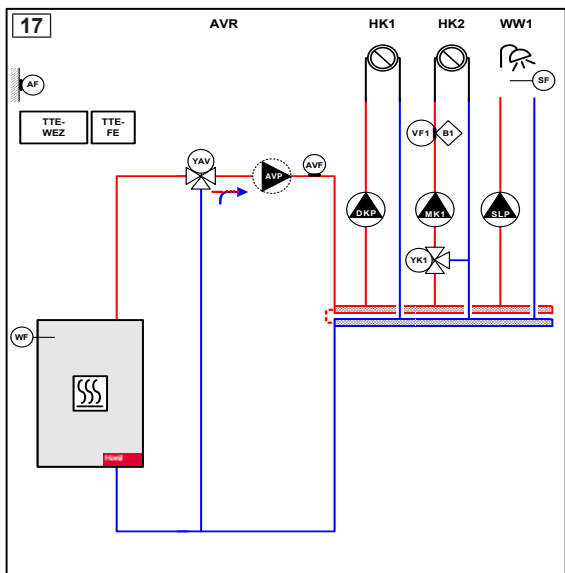 17
AVR
HK1
HK2
WW1
AF
SF
TTE-
WEZ
TTE-
FE
VF1
B1
YAV
AVP
AVF
DKP
MK1
SLP
YK1
WF